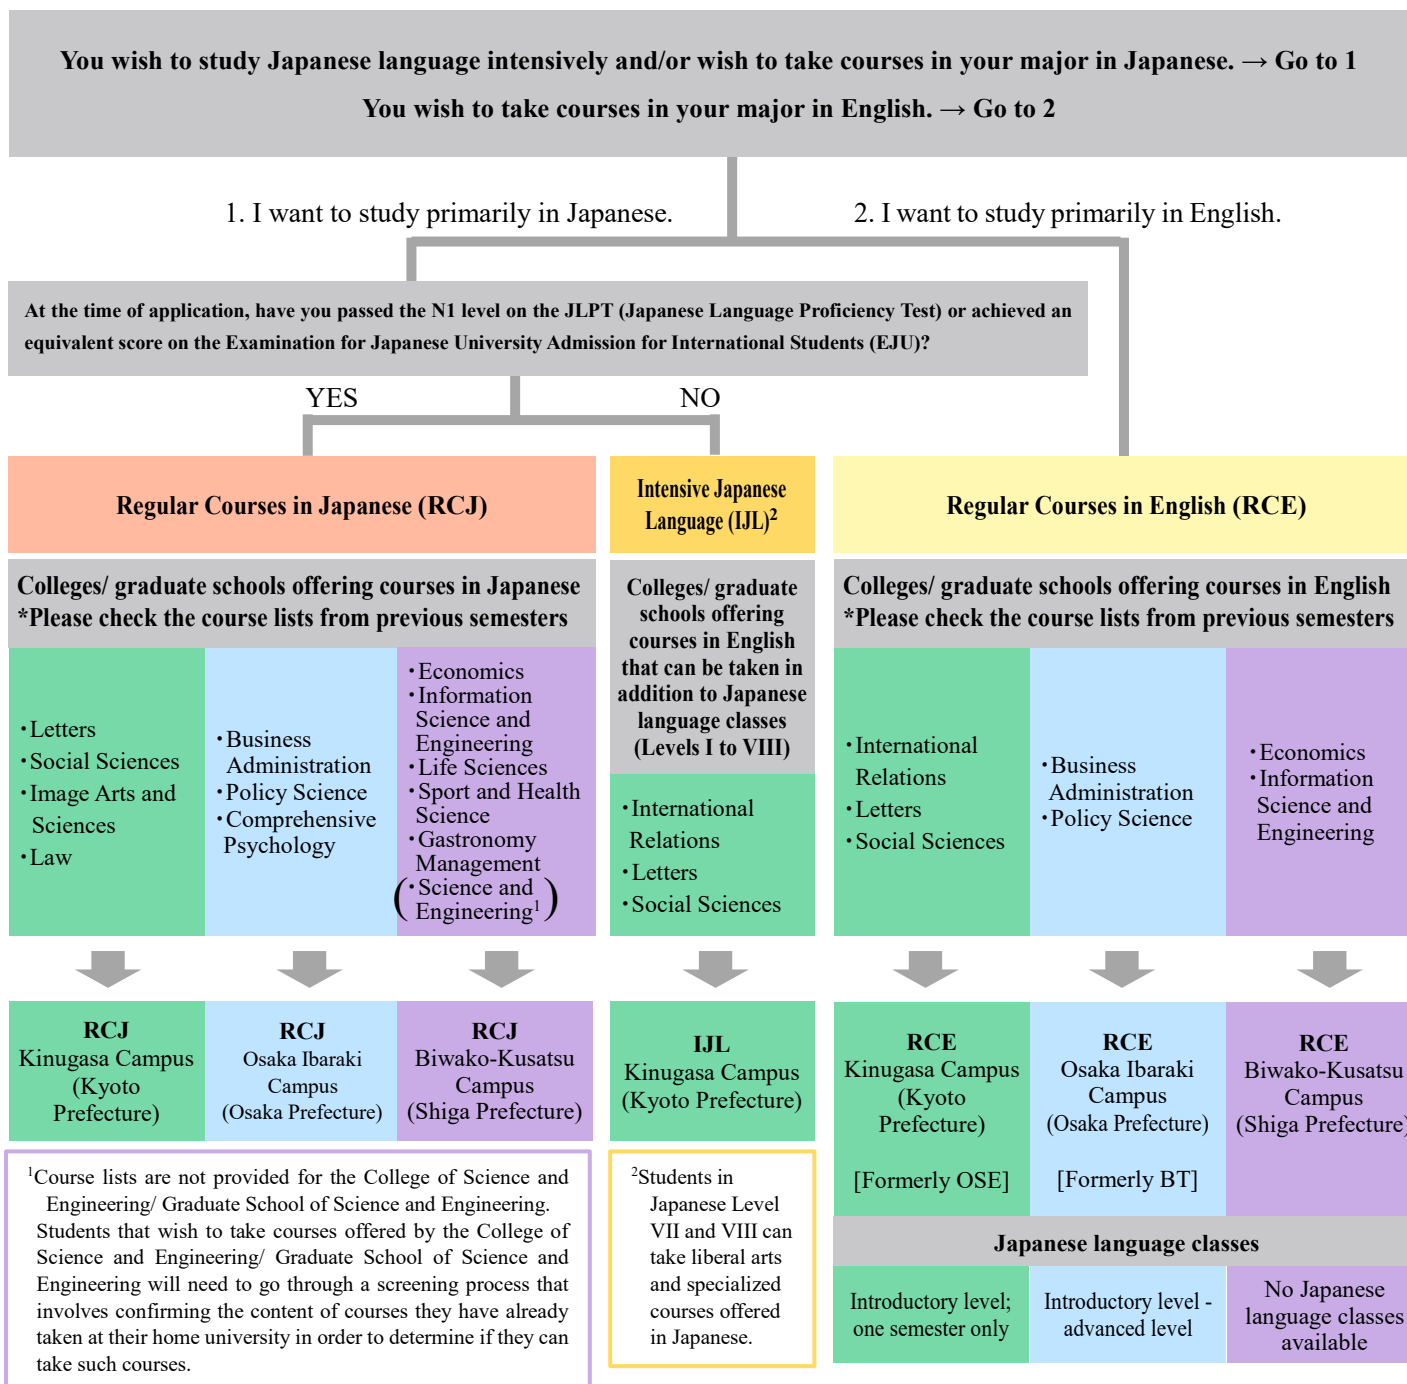 You wish to study Japanese language intensively and/or wish to take courses in your major in Japanese. → Go to 1
You wish to take courses in your major in English. → Go to 2
1. I want to study primarily in Japanese.
2. I want to study primarily in English.
At the time of application, have you passed the N1 level on the JLPT (Japanese Language Proficiency Test) or achieved an
equivalent score on the Examination for Japanese University Admission for International Students (EJU)?
YES
NO
Regular Courses in Japanese (RCJ)
Colleges/ graduate schools offering courses in Japanese
*Please check the course lists from previous semesters
・Letters
・Social Sciences
・Image Arts and
Sciences
・Law
・Business
Administration
・Policy Science
・Comprehensive
Psychology
・Economics
・Information
Science and
Engineering
・Life Sciences
・Sport and Health
Science
・Gastronomy
Management
(・Science and
Engineering¹)
RCJ
Kinugasa Campus
(Kyoto
Prefecture)
RCJ
Osaka Ibaraki
Campus
(Osaka Prefecture)
RCJ
Biwako-Kusatsu
Campus
(Shiga Prefecture)
¹Course lists are not provided for the College of Science and
Engineering/ Graduate School of Science and Engineering.
Students that wish to take courses offered by the College of
Science and Engineering/ Graduate School of Science and
Engineering will need to go through a screening process that
involves confirming the content of courses they have already
taken at their home university in order to determine if they can
take such courses.
Intensive Japanese
Language (IJL)²
Colleges/ graduate
schools offering
courses in English
that can be taken in
addition to Japanese
language classes
(Levels I to VIII)
・International
Relations
・Letters
・Social Sciences
IJL
Kinugasa Campus
(Kyoto Prefecture)
²Students in
Japanese Level
VII and VIII can
take liberal arts
and specialized
courses offered
in Japanese.
Regular Courses in English (RCE)
Colleges/ graduate schools offering courses in English
*Please check the course lists from previous semesters
・International
Relations
・Letters
・Social Sciences
・Business
Administration
・Policy Science
・Economics
・Information
Science and
Engineering
RCE
Kinugasa Campus
(Kyoto
Prefecture)
[Formerly OSE]
RCE
Osaka Ibaraki
Campus
(Osaka Prefecture)
[Formerly BT]
RCE
Biwako-Kusatsu
Campus
(Shiga Prefecture)
Japanese language classes
Introductory level;
one semester only
Introductory level -
advanced level
No Japanese
language classes
available